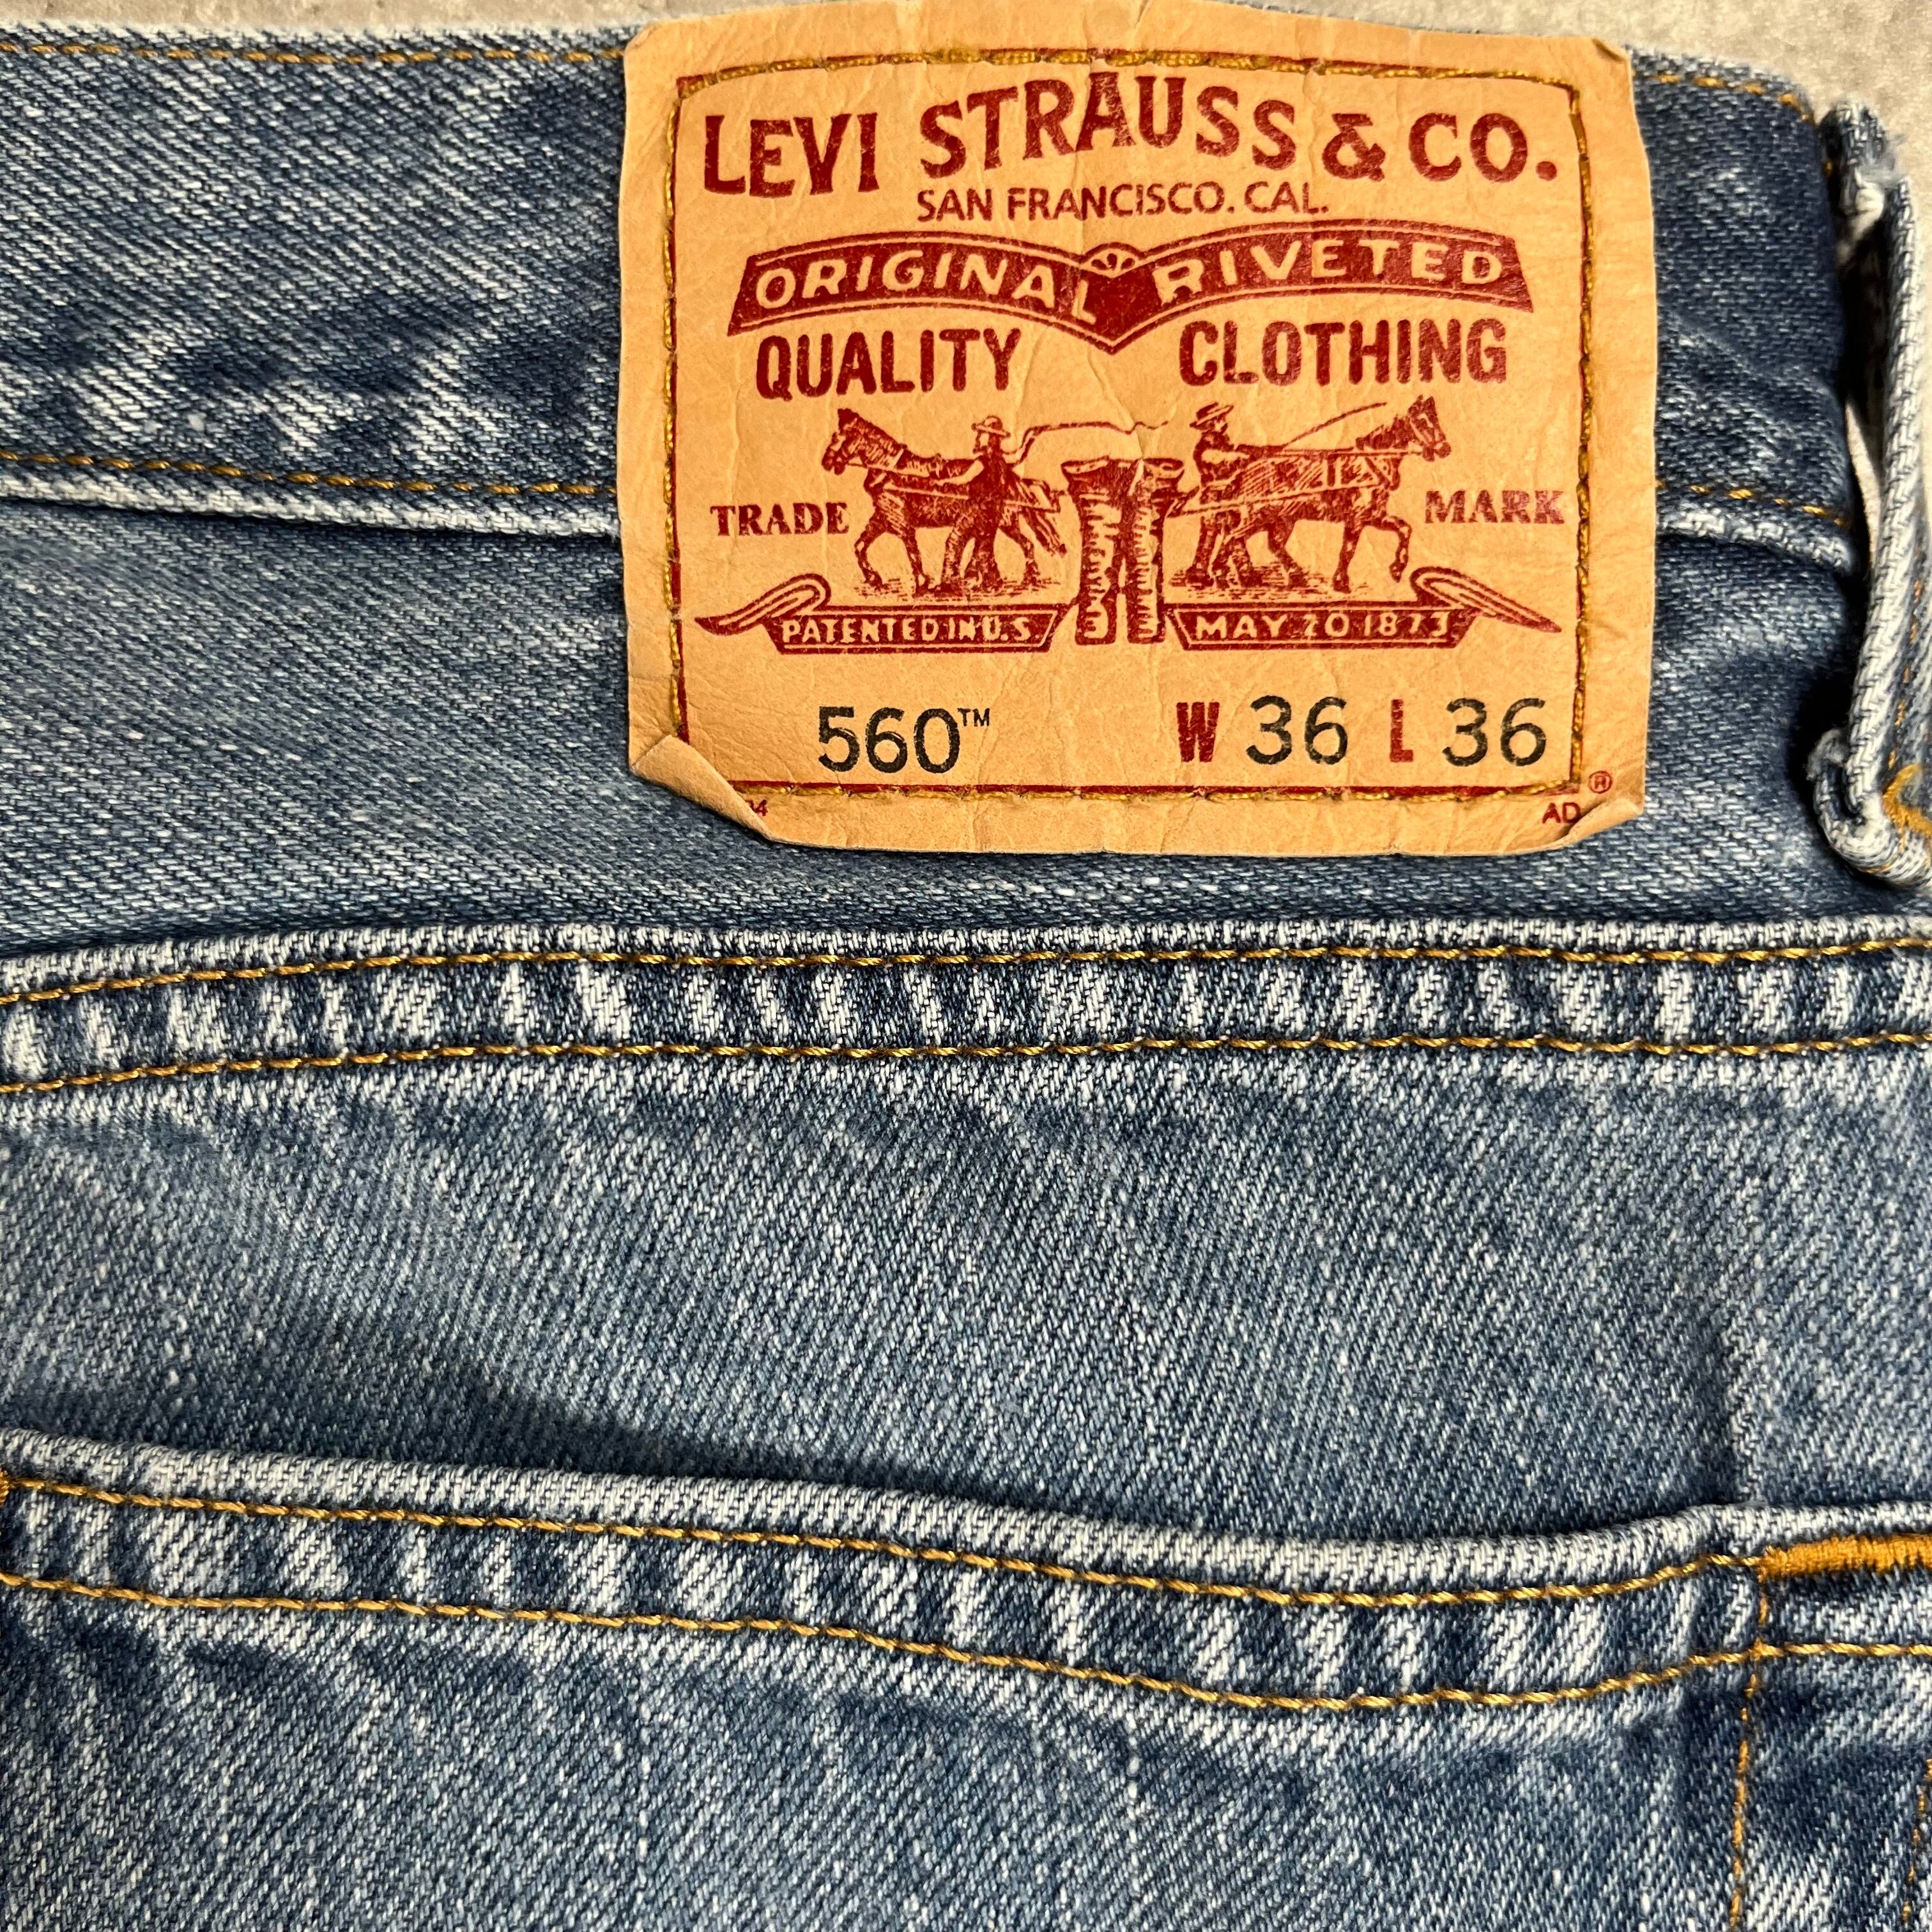 LEVI STRAUSS & CO.
SAN FRANCISCO. CAL.
ORIGINAL RIVETED
QUALITY CLOTHING
TRADE MARK
PATENTED IN U.S. MAY 20 1873
560™ W 36 L 36
®
AD